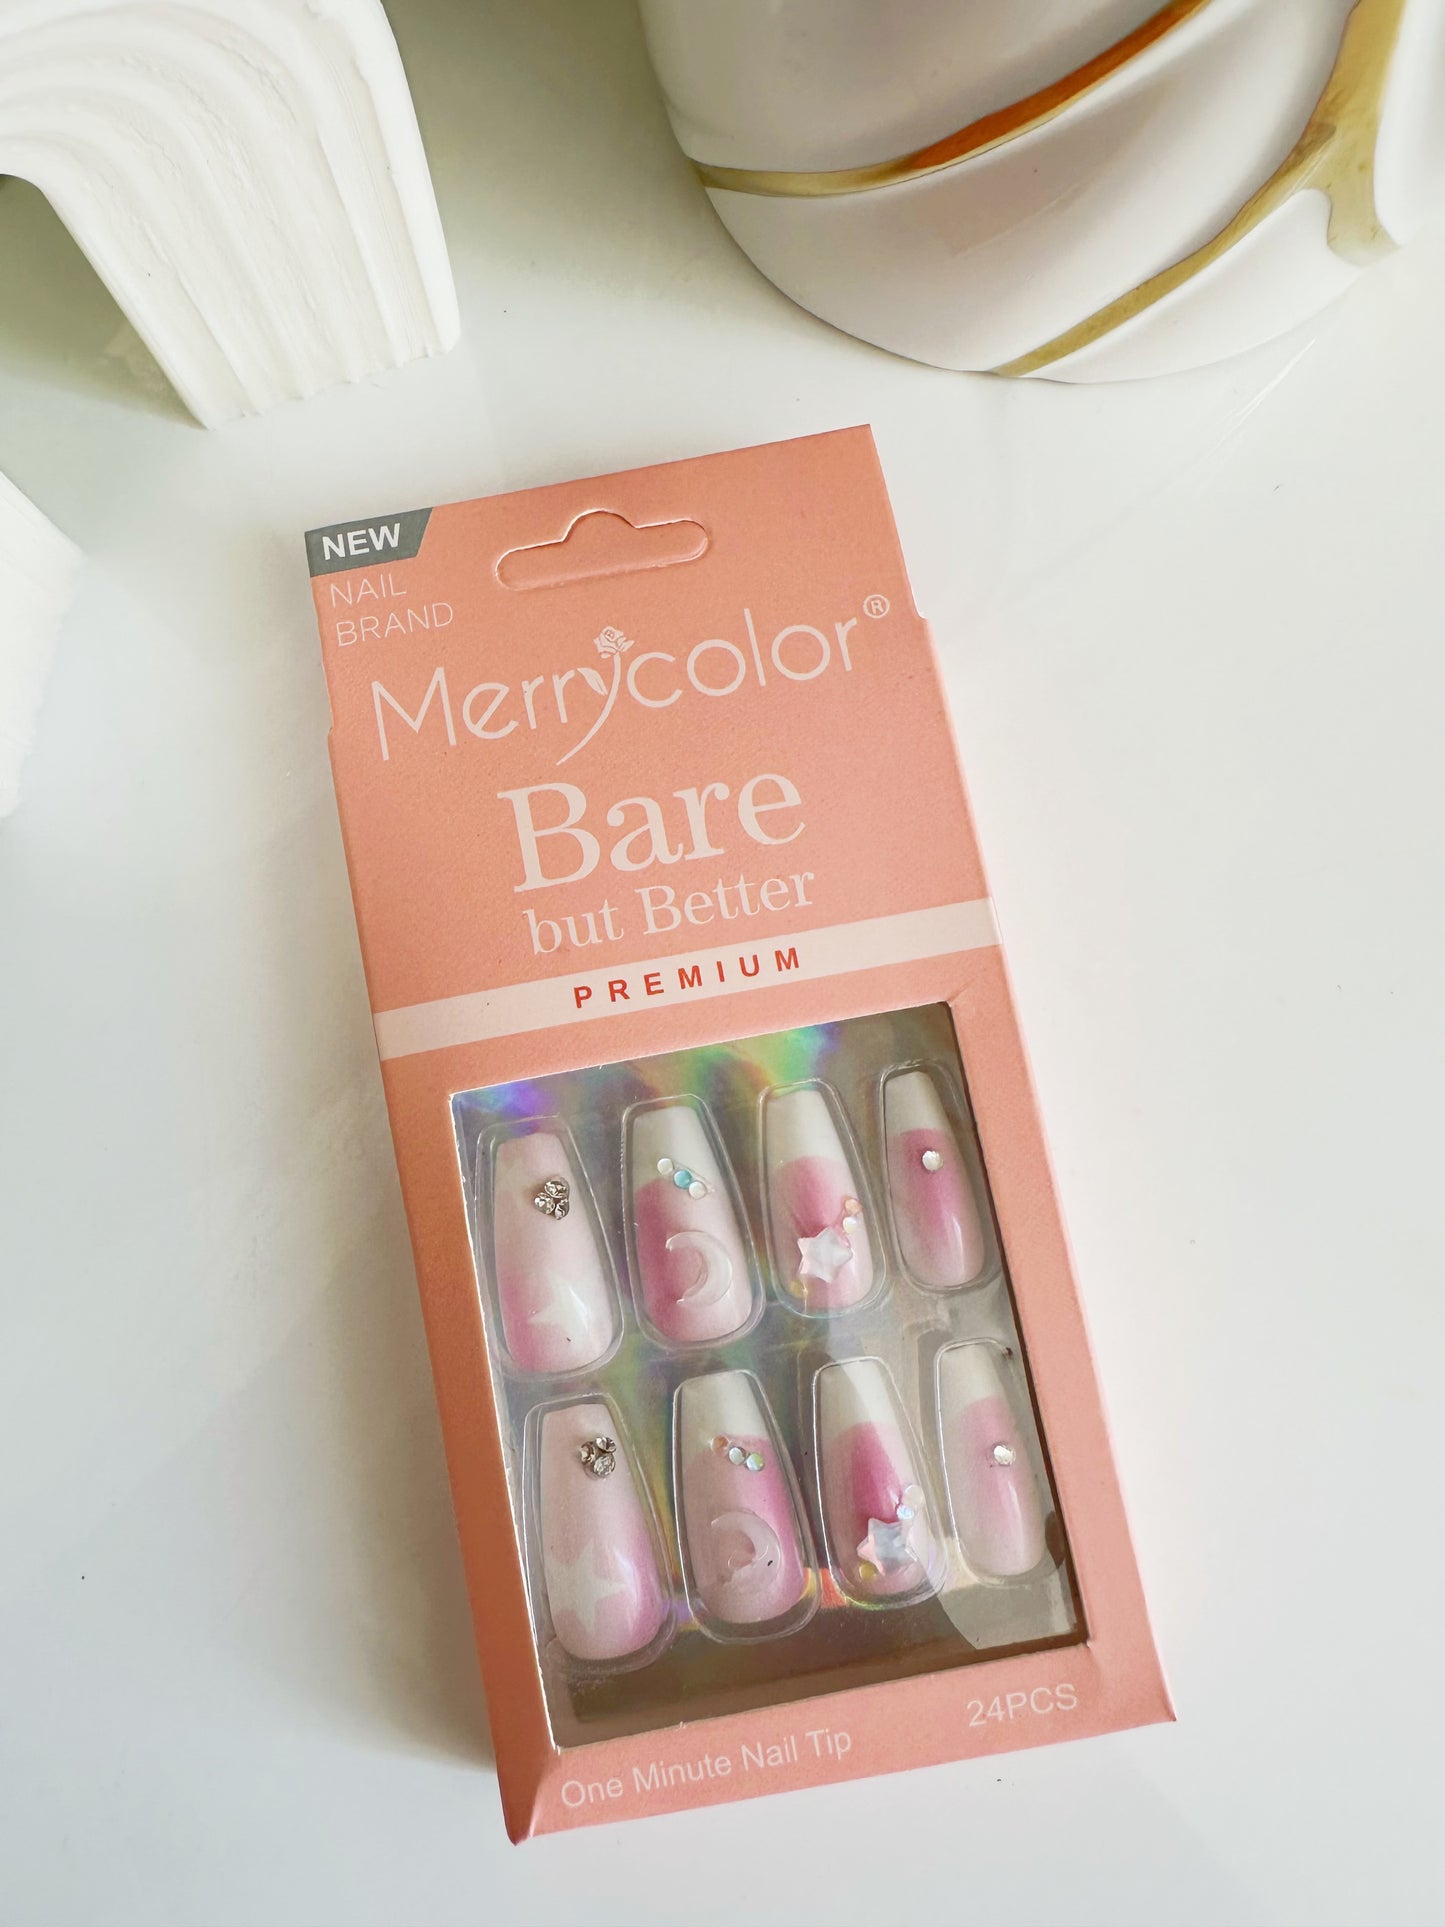 NEW
NAIL
BRAND
Merrycolor®
Bare
but Better
PREMIUM
One Minute Nail Tip
24PCS